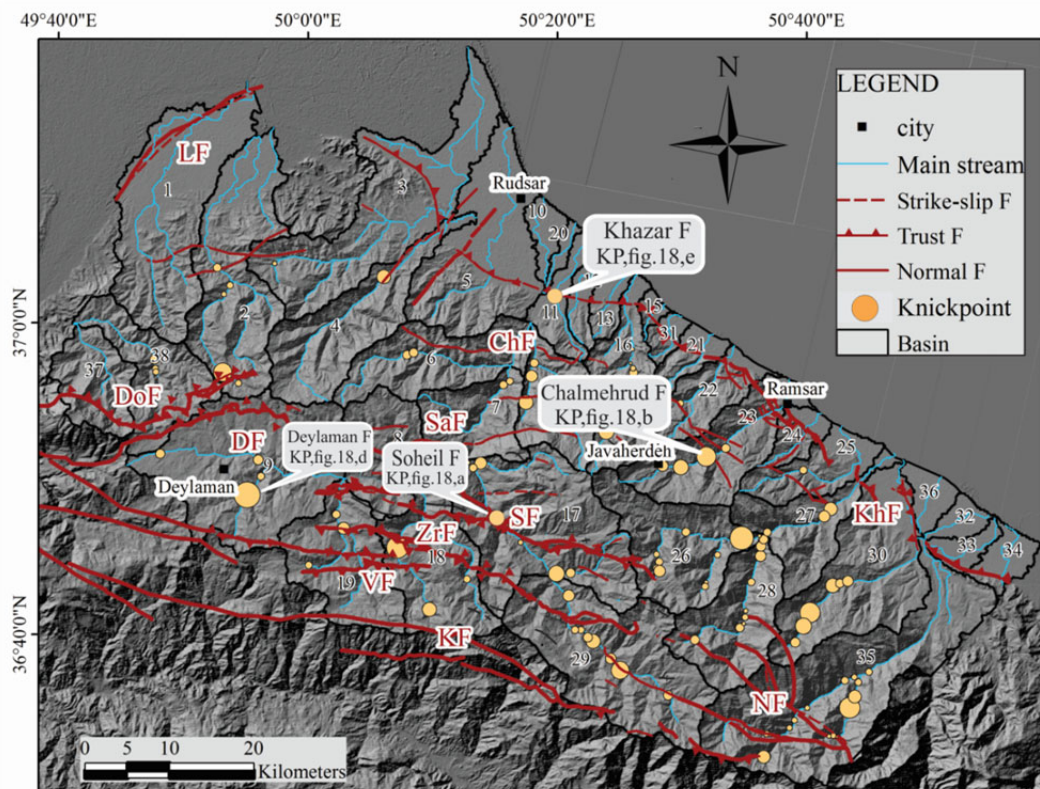 49°40'0"E
50°00'E
50°20'0"E
50°40'0"E
37°0'0"N
36°40'0"N
N
LEGEND
city
Main stream
Strike-slip F
Trust F
Normal F
Knickpoint
Basin
LF
1
3
Rudsar
10
20
Khazar F
KP,fig.18,e
2
5
11
13
15
4
ChF
16
31
21
38
37
6
22
DoF
7
Chalmehrud F
KP,fig.18,b
Ramsar
23
SaF
24
DF
Deylaman F
KP,fig.18,d
8
Javaherdeh
25
9
Soheil F
KP,fig.18,a
Deylaman
36
SF
17
27
KhF
32
ZrF
26
30
33
34
18
19
VF
28
KF
29
35
NF
0
5
10
20
Kilometers